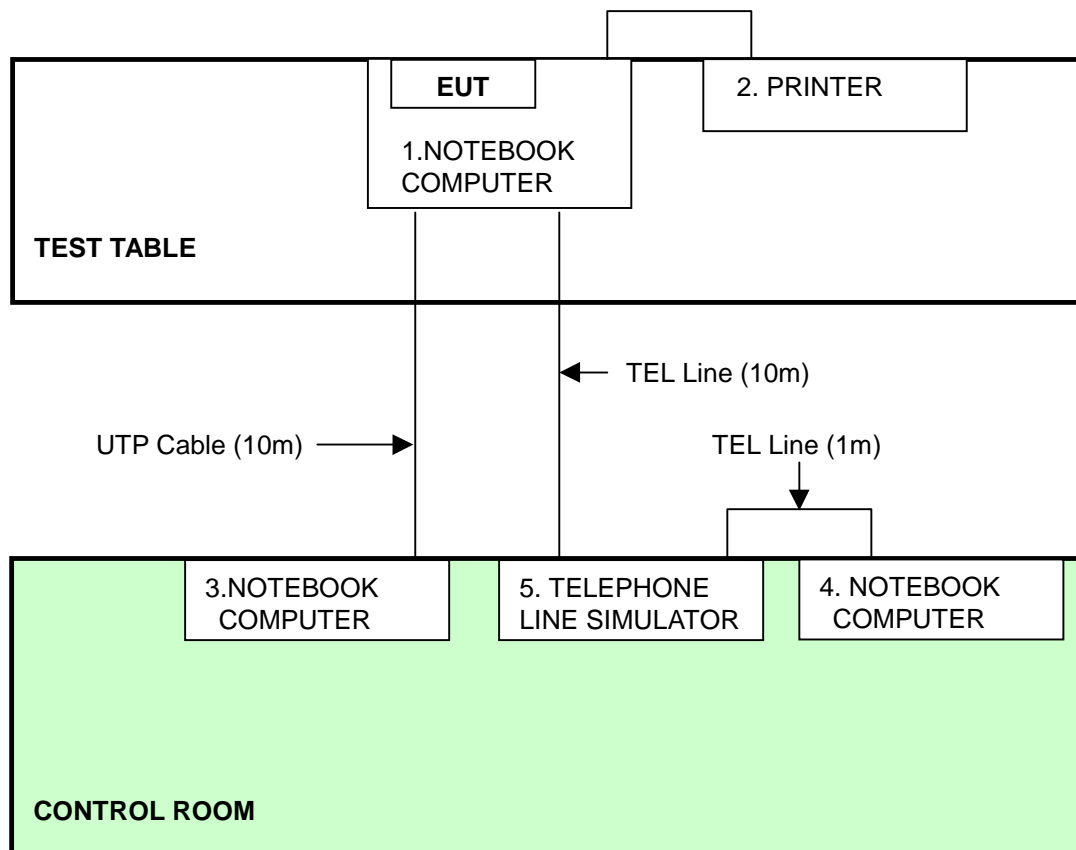 EUT
2. PRINTER
1.NOTEBOOK
COMPUTER
TEST TABLE
TEL Line (10m)
UTP Cable (10m)
TEL Line (1m)
3.NOTEBOOK
COMPUTER
5. TELEPHONE
LINE SIMULATOR
4. NOTEBOOK
COMPUTER
CONTROL ROOM